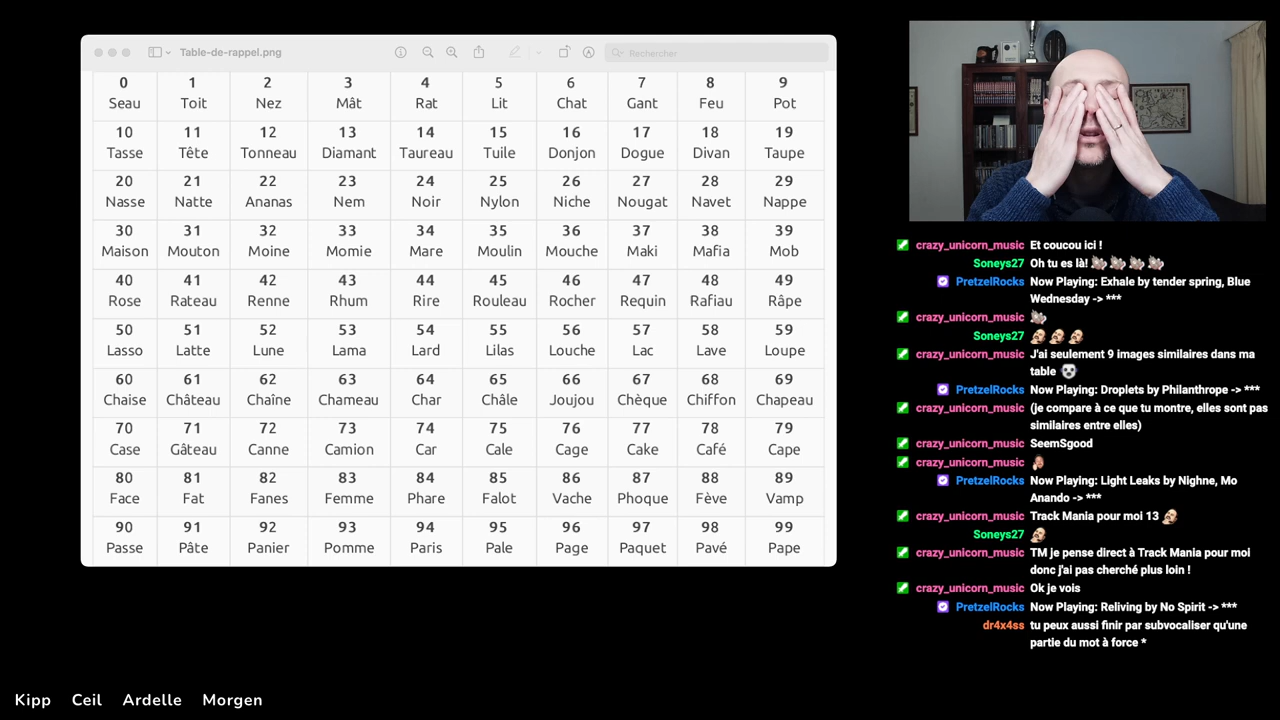 Table-de-rappel.png
Rechercher
0 1 2 3 4 5 6 7 8 9
Seau Toit Nez Mât Rat Lit Chat Gant Feu Pot
10 11 12 13 14 15 16 17 18 19
Tasse Tête Tonneau Diamant Taureau Tuile Donjon Dogue Divan Taupe
20 21 22 23 24 25 26 27 28 29
Nasse Natte Ananas Nem Noir Nylon Niche Nougat Navet Nappe
30 31 32 33 34 35 36 37 38 39
Maison Mouton Moine Momie Mare Moulin Mouche Maki Mafia Mob
40 41 42 43 44 45 46 47 48 49
Rose Rateau Renne Rhum Rire Rouleau Rocher Requin Rafiau Râpe
50 51 52 53 54 55 56 57 58 59
Lasso Latte Lune Lama Lard Lilas Louche Lac Lave Loupe
60 61 62 63 64 65 66 67 68 69
Chaise Château Chaîne Chameau Char Châle Joujou Chèque Chiffon Chapeau
70 71 72 73 74 75 76 77 78 79
Case Gâteau Canne Camion Car Cale Cage Cake Café Cape
80 81 82 83 84 85 86 87 88 89
Face Fat Fanes Femme Phare Falot Vache Phoque Fève Vamp
90 91 92 93 94 95 96 97 98 99
Passe Pâte Panier Pomme Paris Pale Page Paquet Pavé Pape
crazy_unicorn_music Et coucou ici !
Soneys27 Oh tu es là!
PretzelRocks Now Playing: Exhale by tender spring, Blue
Wednesday -> ***
crazy_unicorn_music
Soneys27
crazy_unicorn_music J'ai seulement 9 images similaires dans ma
table
PretzelRocks Now Playing: Droplets by Philanthrope -> ***
crazy_unicorn_music (je compare à ce que tu montre, elles sont pas
similaires entre elles)
crazy_unicorn_music SeemSgood
crazy_unicorn_music
PretzelRocks Now Playing: Light Leaks by Nighne, Mo
Anando -> ***
crazy_unicorn_music Track Mania pour moi 13
Soneys27
crazy_unicorn_music TM je pense direct à Track Mania pour moi
donc j'ai pas cherché plus loin !
crazy_unicorn_music Ok je vois
PretzelRocks Now Playing: Reliving by No Spirit -> ***
dr4x4ss tu peux aussi finir par subvocaliser qu'une
partie du mot à force *
Kipp Ceil Ardelle Morgen